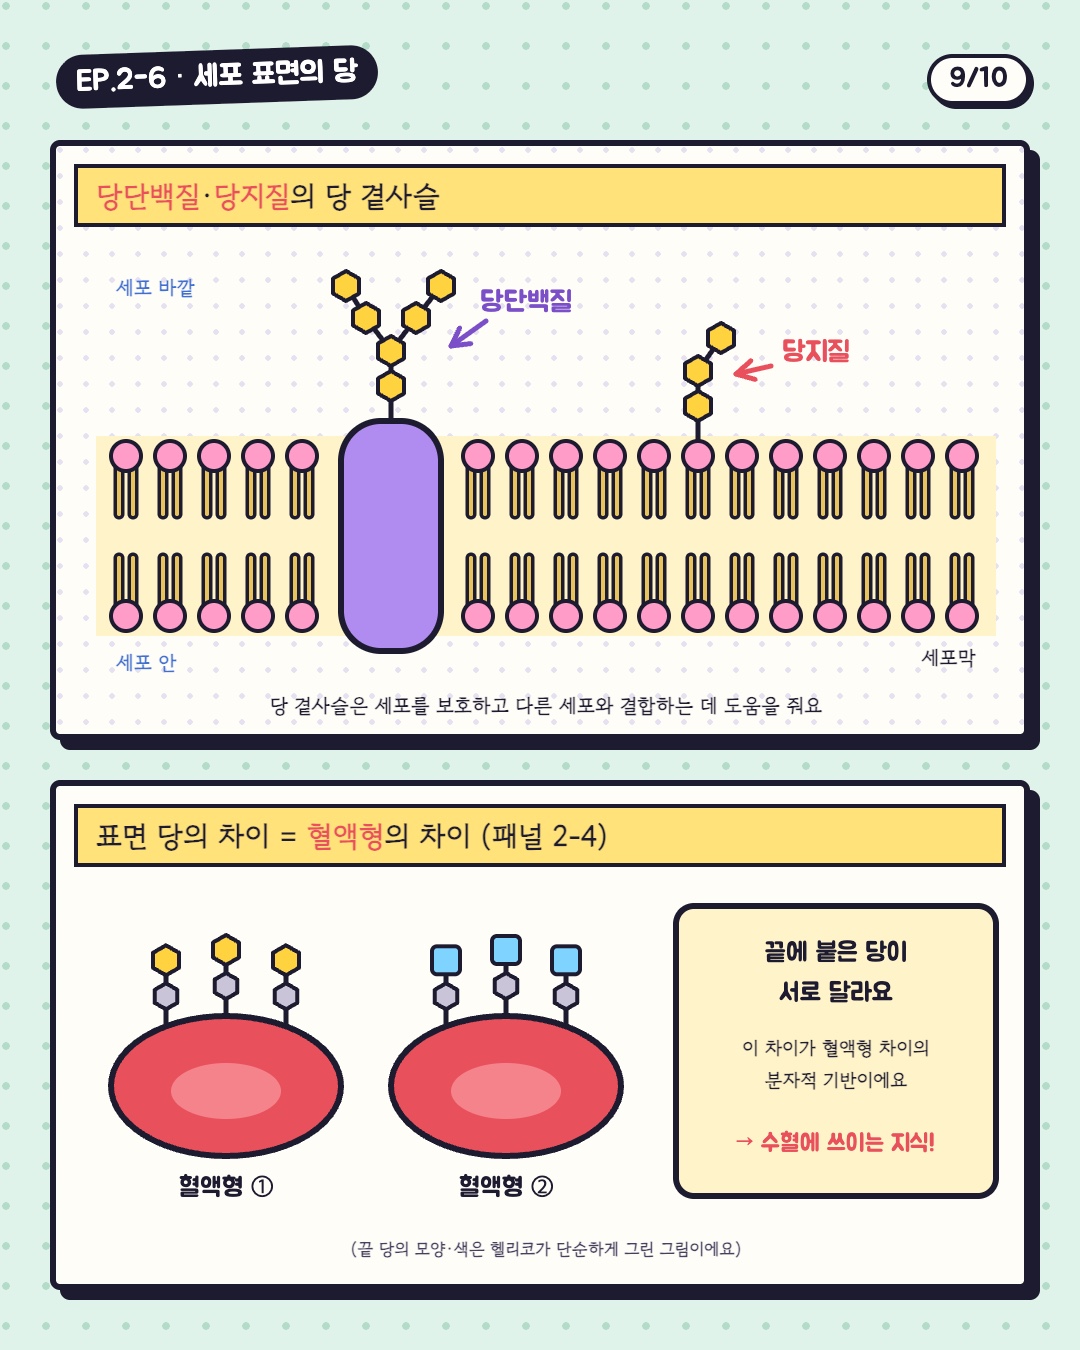 EP.2-6 · 세포 표면의 당
9/10
당단백질·당지질의 당 곁사슬
세포 바깥
당단백질
당지질
세포 안
세포막
당 곁사슬은 세포를 보호하고 다른 세포와 결합하는 데 도움을 줘요
표면 당의 차이 = 혈액형의 차이 (패널 2-4)
끝에 붙은 당이
서로 달라요
이 차이가 혈액형 차이의
분자적 기반이에요
→ 수혈에 쓰이는 지식!
혈액형 ①
혈액형 ②
(끝 당의 모양·색은 헬리코가 단순하게 그린 그림이에요)